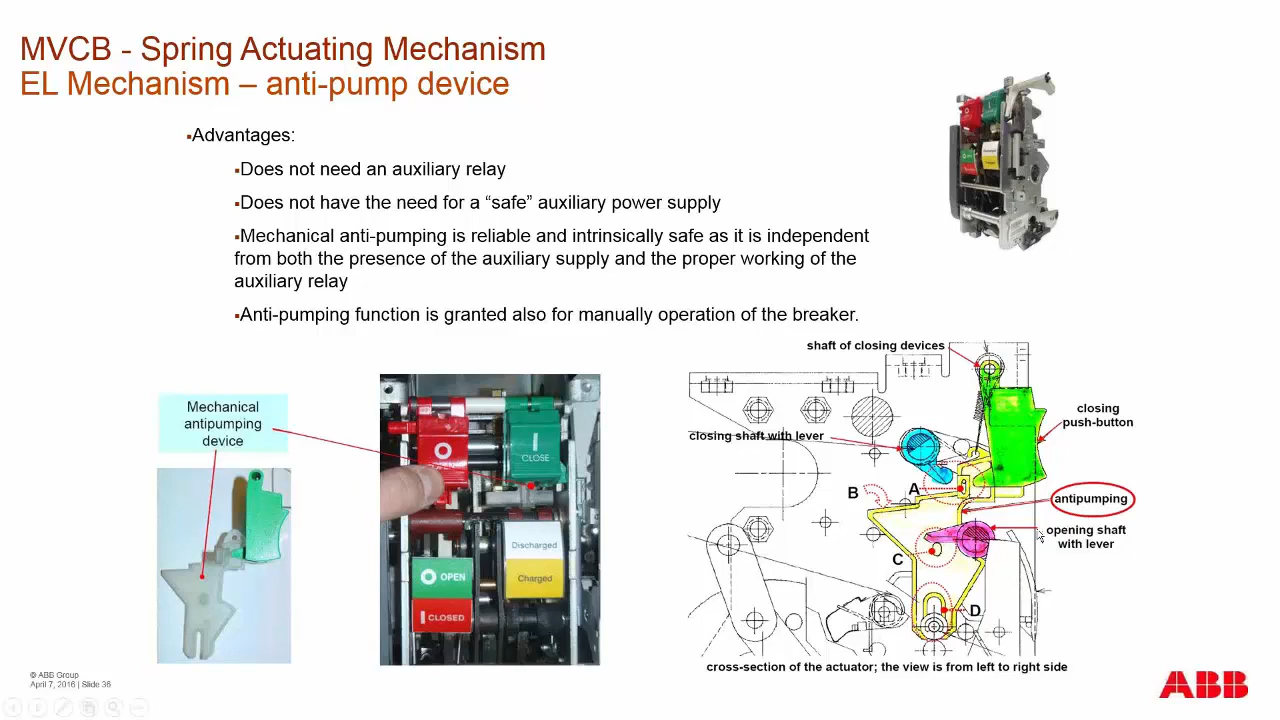 MVCB - Spring Actuating Mechanism
EL Mechanism – anti-pump device
▪Advantages:
▪Does not need an auxiliary relay
▪Does not have the need for a “safe” auxiliary power supply
▪Mechanical anti-pumping is reliable and intrinsically safe as it is independent
from both the presence of the auxiliary supply and the proper working of the
auxiliary relay
▪Anti-pumping function is granted also for manually operation of the breaker.
Mechanical
antipumping
device
CLOSE
Discharged
Charged
OPEN
CLOSED
shaft of closing devices
closing
push-button
closing shaft with lever
A
B
antipumping
opening shaft
with lever
C
D
cross-section of the actuator; the view is from left to right side
© ABB Group
April 7, 2016 | Slide 36
ABB